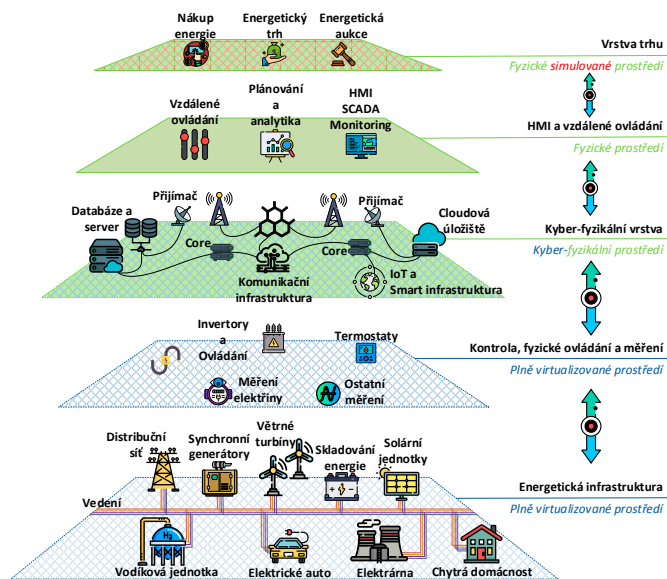 Nákup
energie
Energetický
trh
Energetická
aukce
Vrstva trhu
Fyzické simulované prostředí
Vzdálené
ovládání
Plánování
a
analytika
HMI
SCADA
Monitoring
HMI a vzdálené ovládání
Fyzické prostředí
Databáze a
server
Přijímač
Přijímač
Cloudová
úložiště
Core
Core
Komunikační
infrastruktura
IoT a
Smart infrastruktura
Kyber-fyzikální vrstva
Kyber-fyzikální prostředí
Invertory
a
Ovládání
Termostaty
Měření
elektřiny
Ostatní
měření
Kontrola, fyzické ovládání a měření
Plně virtualizované prostředí
Distribuční
síť
Synchronní
generátory
Větrné
turbíny
Skladování
energie
Solární
jednotky
Energetická infrastruktura
Plně virtualizované prostředí
Vedení
H2
Vodíková jednotka
Elektrické auto
Elektrárna
Chytrá domácnost